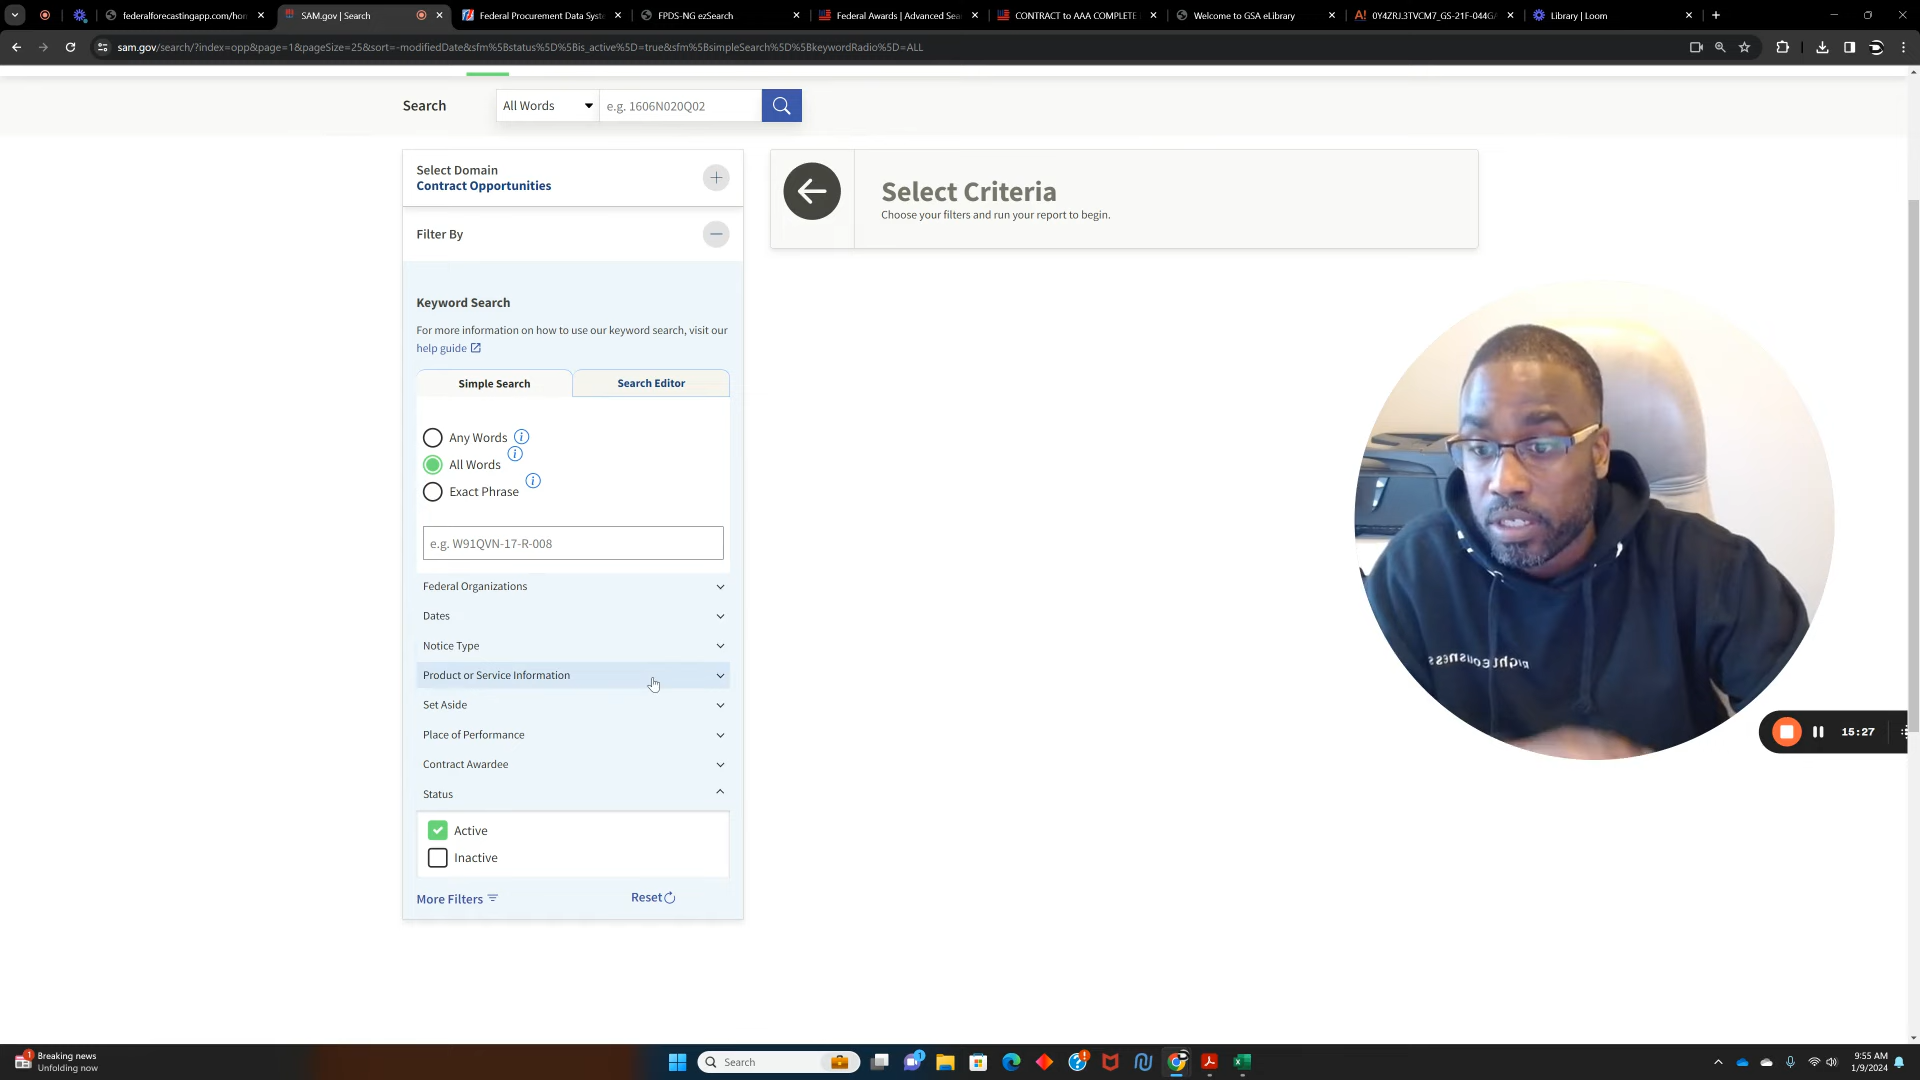 federalforecastingapp.com/hon
SAM.gov | Search
Federal Procurement Data Syste
FPDS-NG ezSearch
Federal Awards | Advanced Sea
CONTRACT to AAA COMPLETE
Welcome to GSA eLibrary
0Y4ZRJ.3TVCM7_GS-21F-044GA
Library | Loom
sam.gov/search/?index=opp&page=1&pageSize=25&sort=-modifiedDate&sfm%5Bstatus%5D%5Bis_active%5D=true&sfm%5BsimpleSearch%5D%5BkeywordRadio%5D=ALL
Search
All Words
e.g. 1606N020Q02
Select Domain
Contract Opportunities
Select Criteria
Choose your filters and run your report to begin.
Filter By
Keyword Search
For more information on how to use our keyword search, visit our
help guide
Simple Search
Search Editor
Any Words
All Words
Exact Phrase
e.g. W91QVN-17-R-008
Federal Organizations
Dates
Notice Type
Product or Service Information
Set Aside
Place of Performance
Contract Awardee
Status
Active
Inactive
More Filters
Reset
RIGHTEOUSNESS
15:27
Breaking news
Unfolding now
Search
9:55 AM
1/9/2024